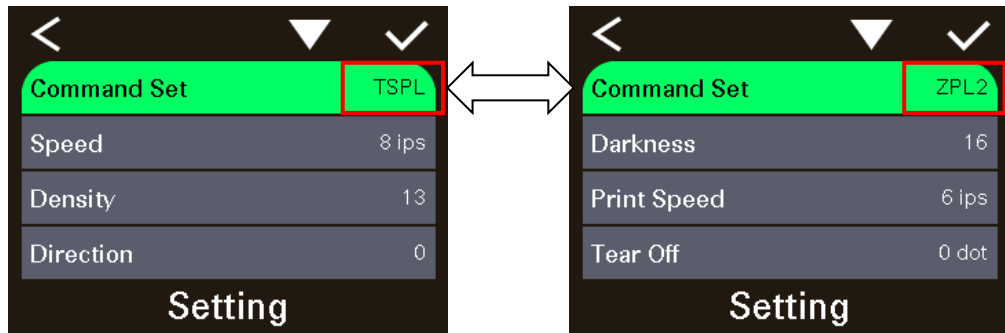 Command Set TSPL
Speed 8 ips
Density 13
Direction 0
Setting
Command Set ZPL2
Darkness 16
Print Speed 6 ips
Tear Off 0 dot
Setting